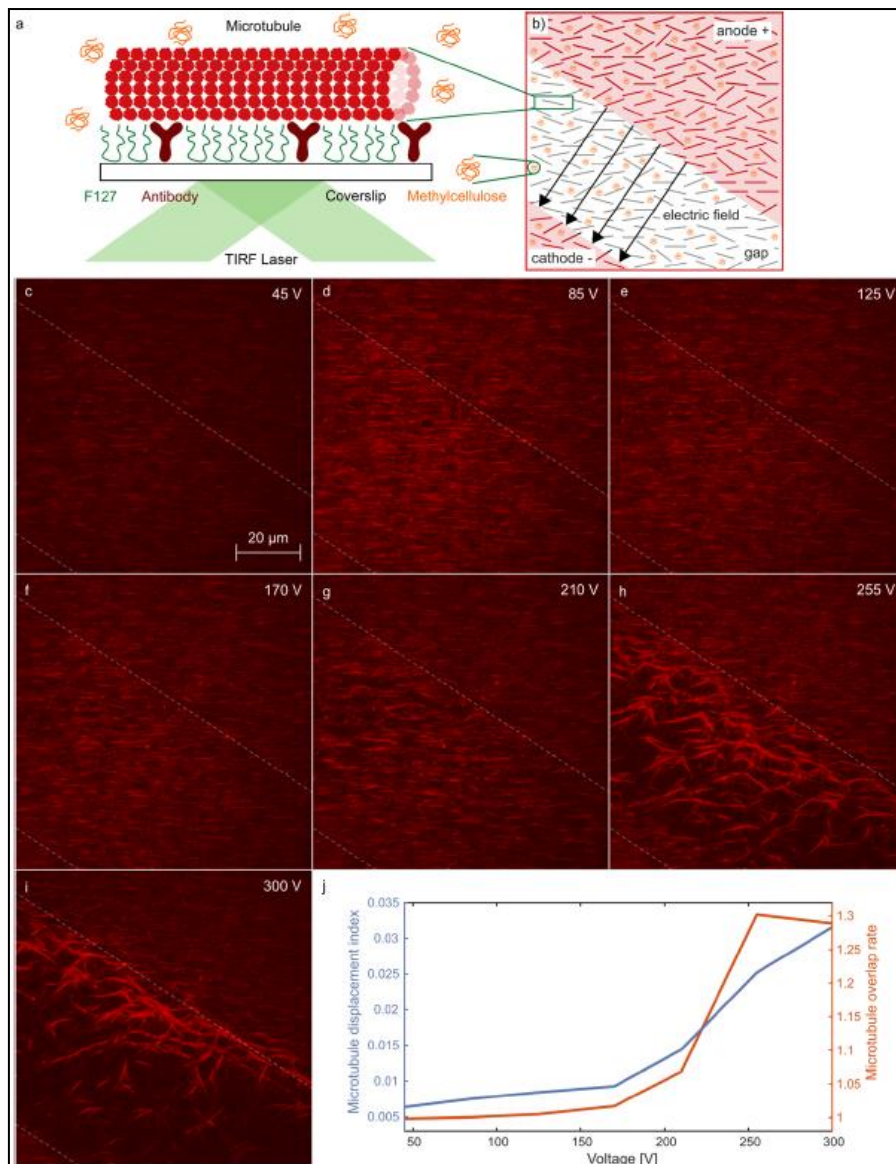 a
Microtubule
F127
Antibody
Coverslip
Methylcellulose
TIRF Laser
b)
anode +
electric field
cathode -
gap
c
45 V
20 µm
d
85 V
e
125 V
f
170 V
g
210 V
h
255 V
i
300 V
j
Microtubule displacement index
0.035
0.03
0.025
0.02
0.015
0.01
0.005
1.3
1.25
1.2
1.15
1.1
1.05
1
Microtubule overlap rate
50
100
150
200
250
300
Voltage [V]